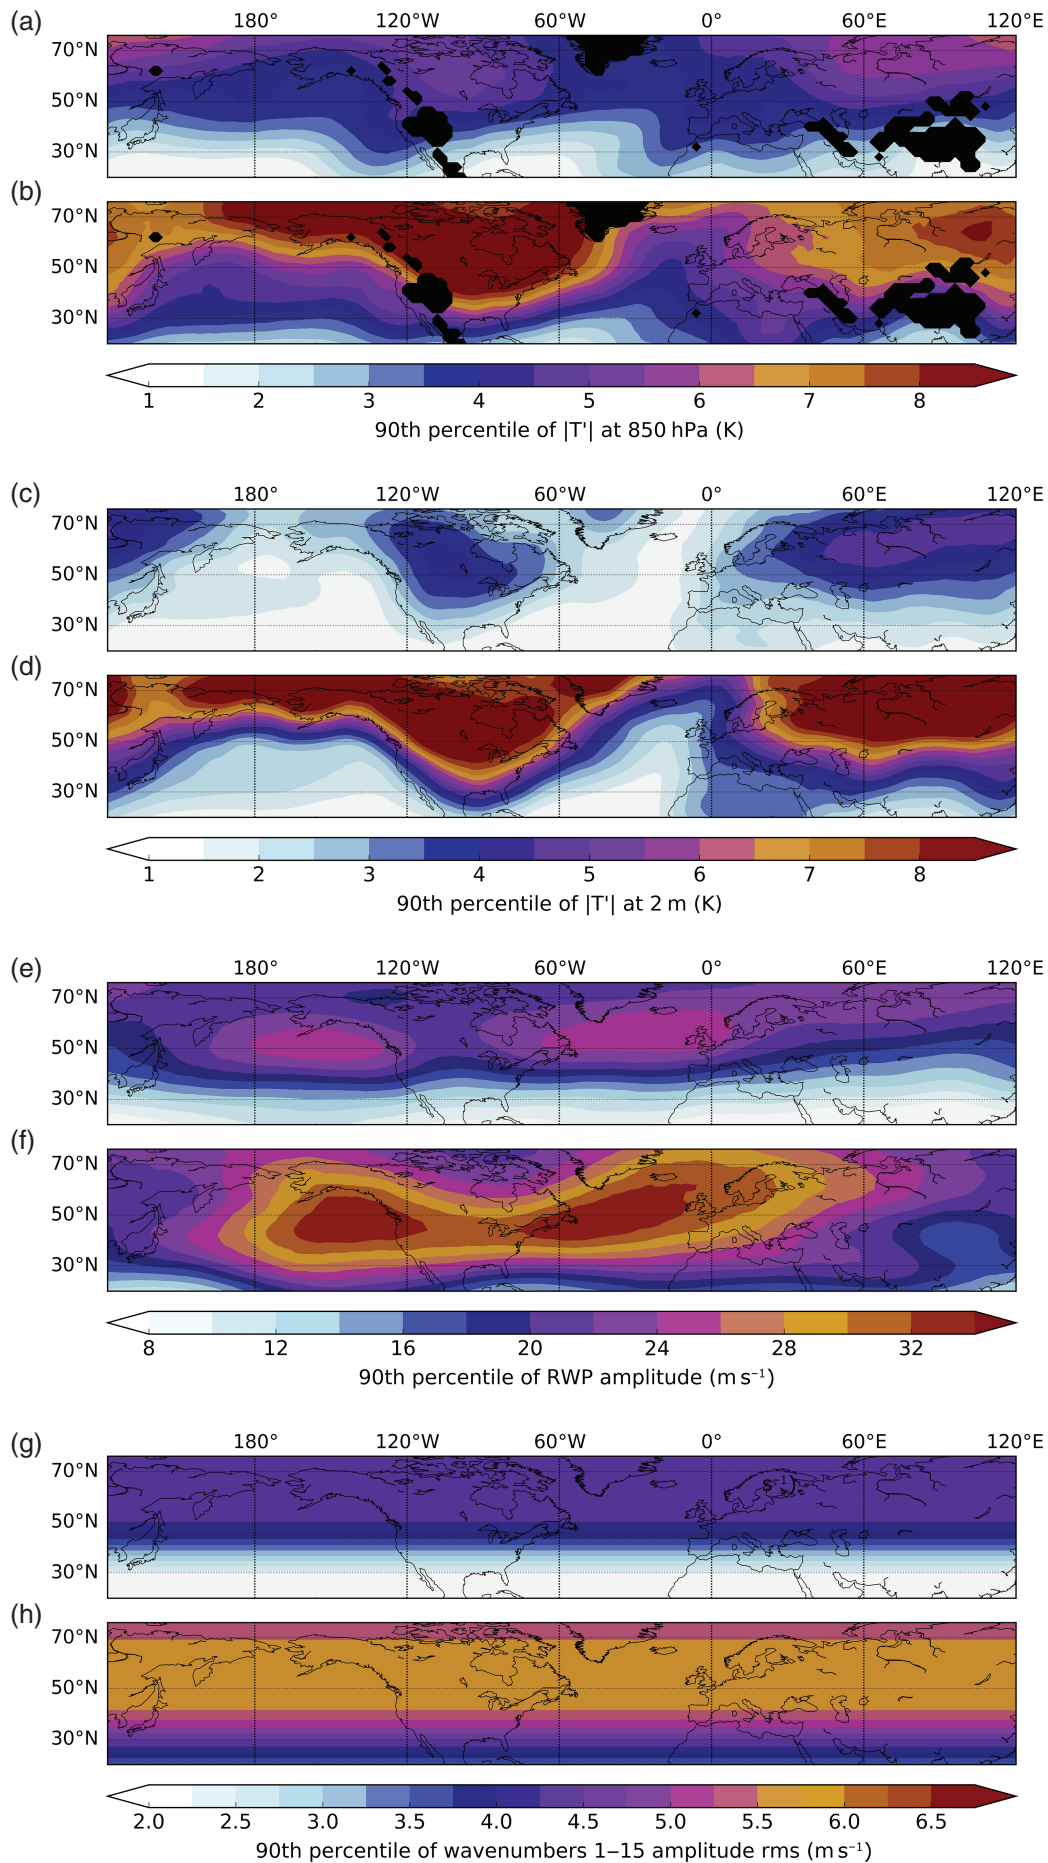 (a)
180° 120°W 60°W 0° 60°E 120°E
70°N
50°N
30°N
(b)
70°N
50°N
30°N
1 2 3 4 5 6 7 8
90th percentile of |T'| at 850 hPa (K)
(c)
180° 120°W 60°W 0° 60°E 120°E
70°N
50°N
30°N
(d)
70°N
50°N
30°N
1 2 3 4 5 6 7 8
90th percentile of |T'| at 2 m (K)
(e)
180° 120°W 60°W 0° 60°E 120°E
70°N
50°N
30°N
(f)
70°N
50°N
30°N
8 12 16 20 24 28 32
90th percentile of RWP amplitude (m s⁻¹)
(g)
180° 120°W 60°W 0° 60°E 120°E
70°N
s⁻¹)
50°N
30°N
(h)
70°N
50°N
30°N
2.0 2.5 3.0 3.5 4.0 4.5 5.0 5.5 6.0 6.5
90th percentile of wavenumbers 1–15 amplitude rms (m s⁻¹)